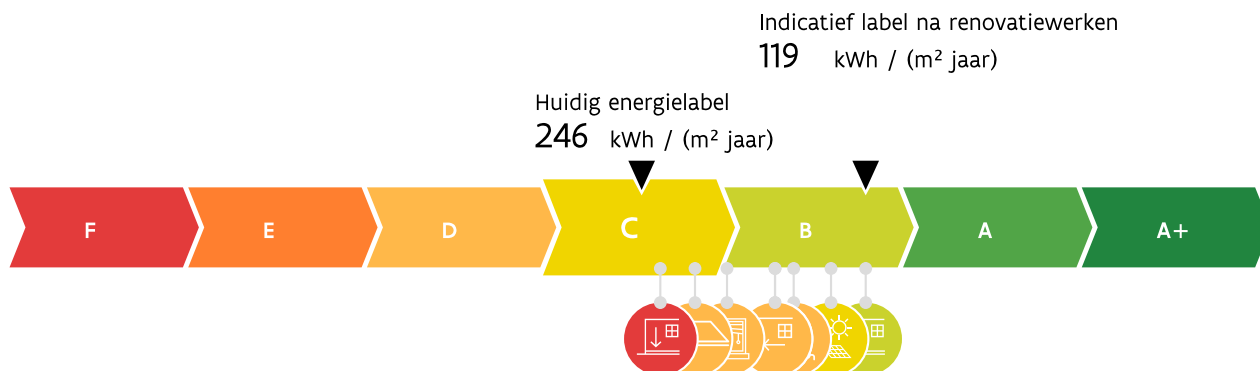 Indicatief label na renovatiewerken
119 kWh / (m² jaar)
Huidig energielabel
246 kWh / (m² jaar)
F E D C B A A+